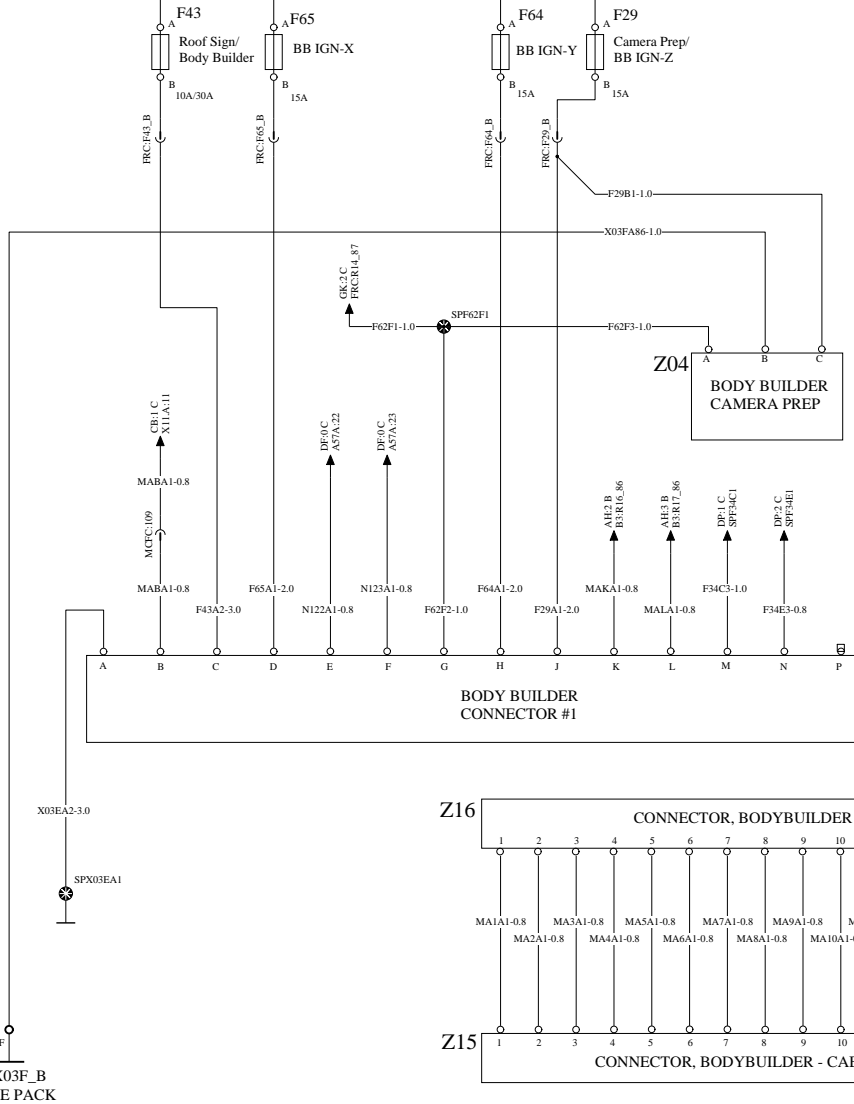 F43
F65
F64
F29
A
A
A
A
Roof Sign/
Body Builder
BB IGN-X
BB IGN-Y
Camera Prep/
BB IGN-Z
B
B
B
B
10A/30A
15A
15A
15A
FRC:F43_B
FRC:F65_B
FRC:F64_B
FRC:F29_B
F29B1-1.0
X03FA86-1.0
GK:2 C
FRC:R14_87
SPF62F1
F62F1-1.0
F62F3-1.0
Z04
A
B
C
BODY BUILDER
CAMERA PREP
CB:1 C
X11.A:11
DF:0 C
A57A:22
DF:0 C
A57A:23
MABA1-0.8
MCFC:109
AH:2 B
B3:R16_86
AH:3 B
B3:R17_86
DP:1 C
SPF34C1
DP:2 C
SPF34E1
MABA1-0.8
F65A1-2.0
N123A1-0.8
F64A1-2.0
MAKA1-0.8
F34C3-1.0
F43A2-3.0
N122A1-0.8
F62F2-1.0
F29A1-2.0
MALA1-0.8
F34E3-0.8
A
B
C
D
E
F
G
H
J
K
L
M
N
P
BODY BUILDER
CONNECTOR #1
X03EA2-3.0
SPX03EA1
Z16
CONNECTOR, BODYBUILDER
1
2
3
4
5
6
7
8
9
10
MA1A1-0.8
MA3A1-0.8
MA5A1-0.8
MA7A1-0.8
MA9A1-0.8
MA2A1-0.8
MA4A1-0.8
MA6A1-0.8
MA8A1-0.8
MA10A1-
Z15
1
2
3
4
5
6
7
8
9
10
CONNECTOR, BODYBUILDER - CAB
F
X03F_B
E PACK